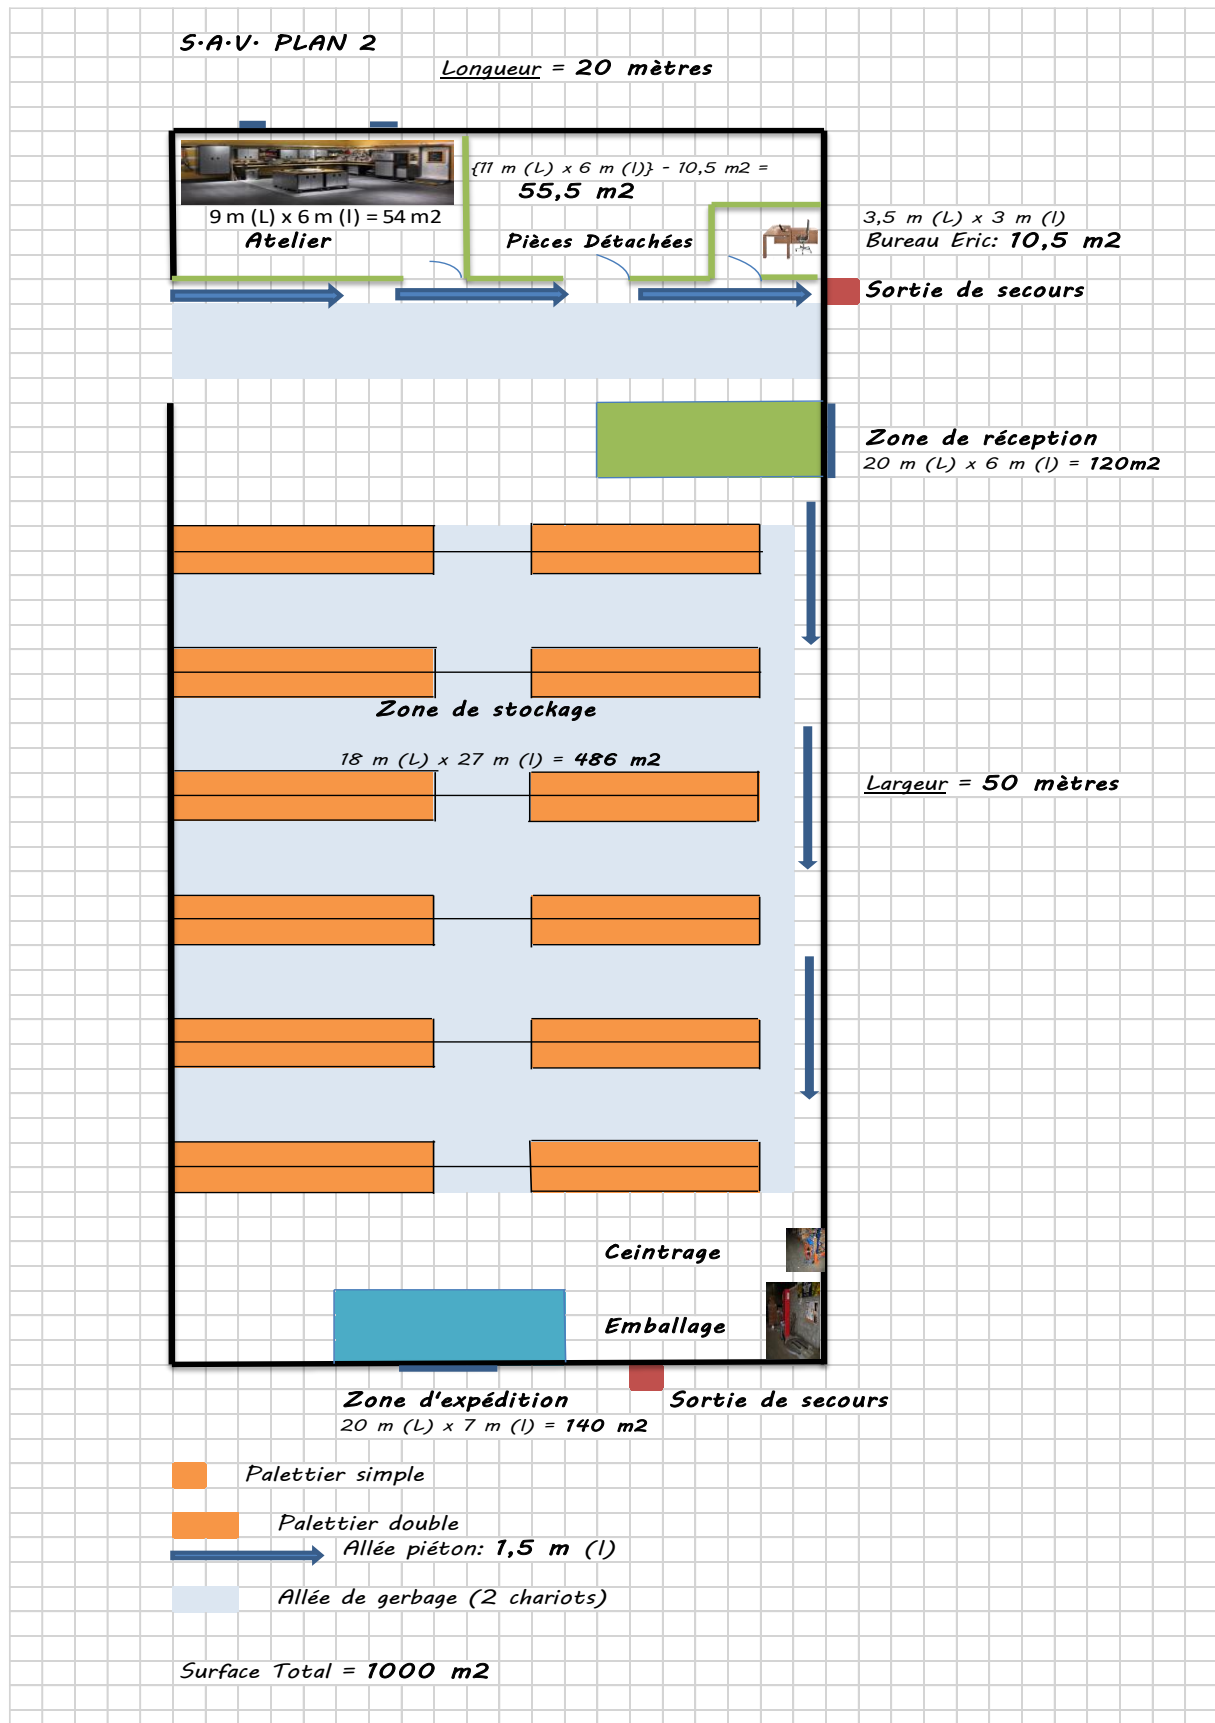 S.A.V. PLAN 2
Longueur = 20 mètres
{11 m (L) x 6 m (l)} - 10,5 m2 =
55,5 m2
9 m (L) x 6 m (l) = 54 m2
Atelier
Pièces Détachées
3,5 m (L) x 3 m (l)
Bureau Eric: 10,5 m2
Sortie de secours
Zone de réception
20 m (L) x 6 m (l) = 120m2
Zone de stockage
18 m (L) x 27 m (l) = 486 m2
Largeur = 50 mètres
Ceintrage
Emballage
Zone d'expédition
Sortie de secours
20 m (L) x 7 m (l) = 140 m2
Palettier simple
Palettier double
Allée piéton: 1,5 m (l)
Allée de gerbage (2 chariots)
Surface Total = 1000 m2